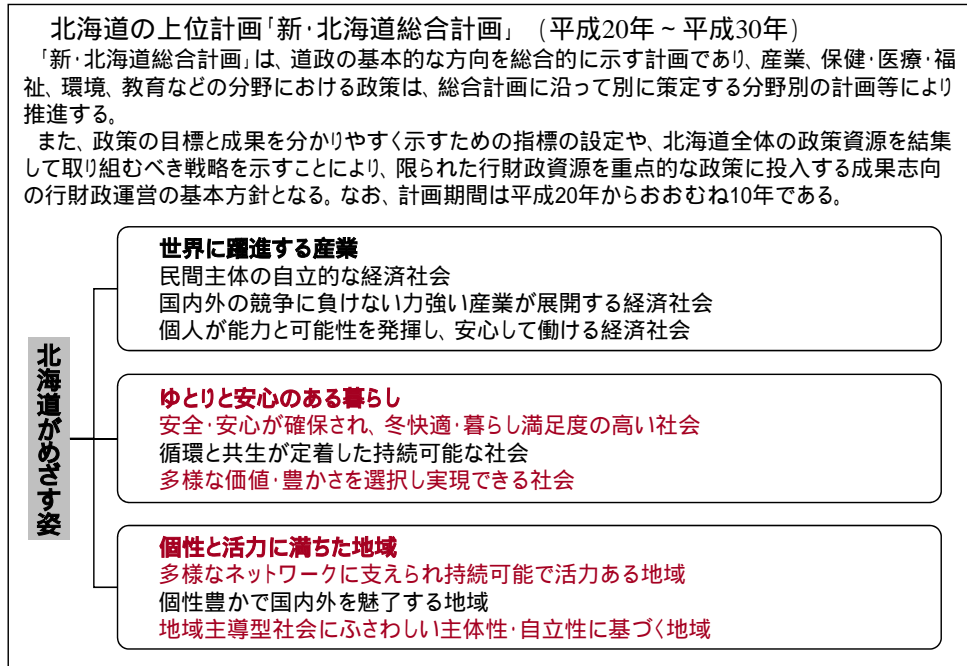 北海道の上位計画「新・北海道総合計画」 (平成20年~平成30年)
「新・北海道総合計画」は、道政の基本的な方向を総合的に示す計画であり、産業、保健・医療・福
祉、環境、教育などの分野における政策は、総合計画に沿って別に策定する分野別の計画等により
推進する。
また、政策の目標と成果を分かりやすく示すための指標の設定や、北海道全体の政策資源を結集
して取り組むべき戦略を示すことにより、限られた行財政資源を重点的な政策に投入する成果志向
の行財政運営の基本方針となる。なお、計画期間は平成20年からおおむね10年である。
北海道がめざす姿
世界に躍進する産業
民間主体の自立的な経済社会
国内外の競争に負けない力強い産業が展開する経済社会
個人が能力と可能性を発揮し、安心して働ける経済社会
ゆとりと安心のある暮らし
安全・安心が確保され、冬快適・暮らし満足度の高い社会
循環と共生が定着した持続可能な社会
多様な価値・豊かさを選択し実現できる社会
個性と活力に満ちた地域
多様なネットワークに支えられ持続可能で活力ある地域
個性豊かで国内外を魅了する地域
地域主導型社会にふさわしい主体性・自立性に基づく地域